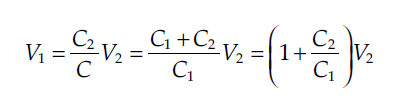 V₁ = C₂/C V₂ = (C₁ + C₂)/C₁ V₂ = (1 + C₂/C₁) V₂